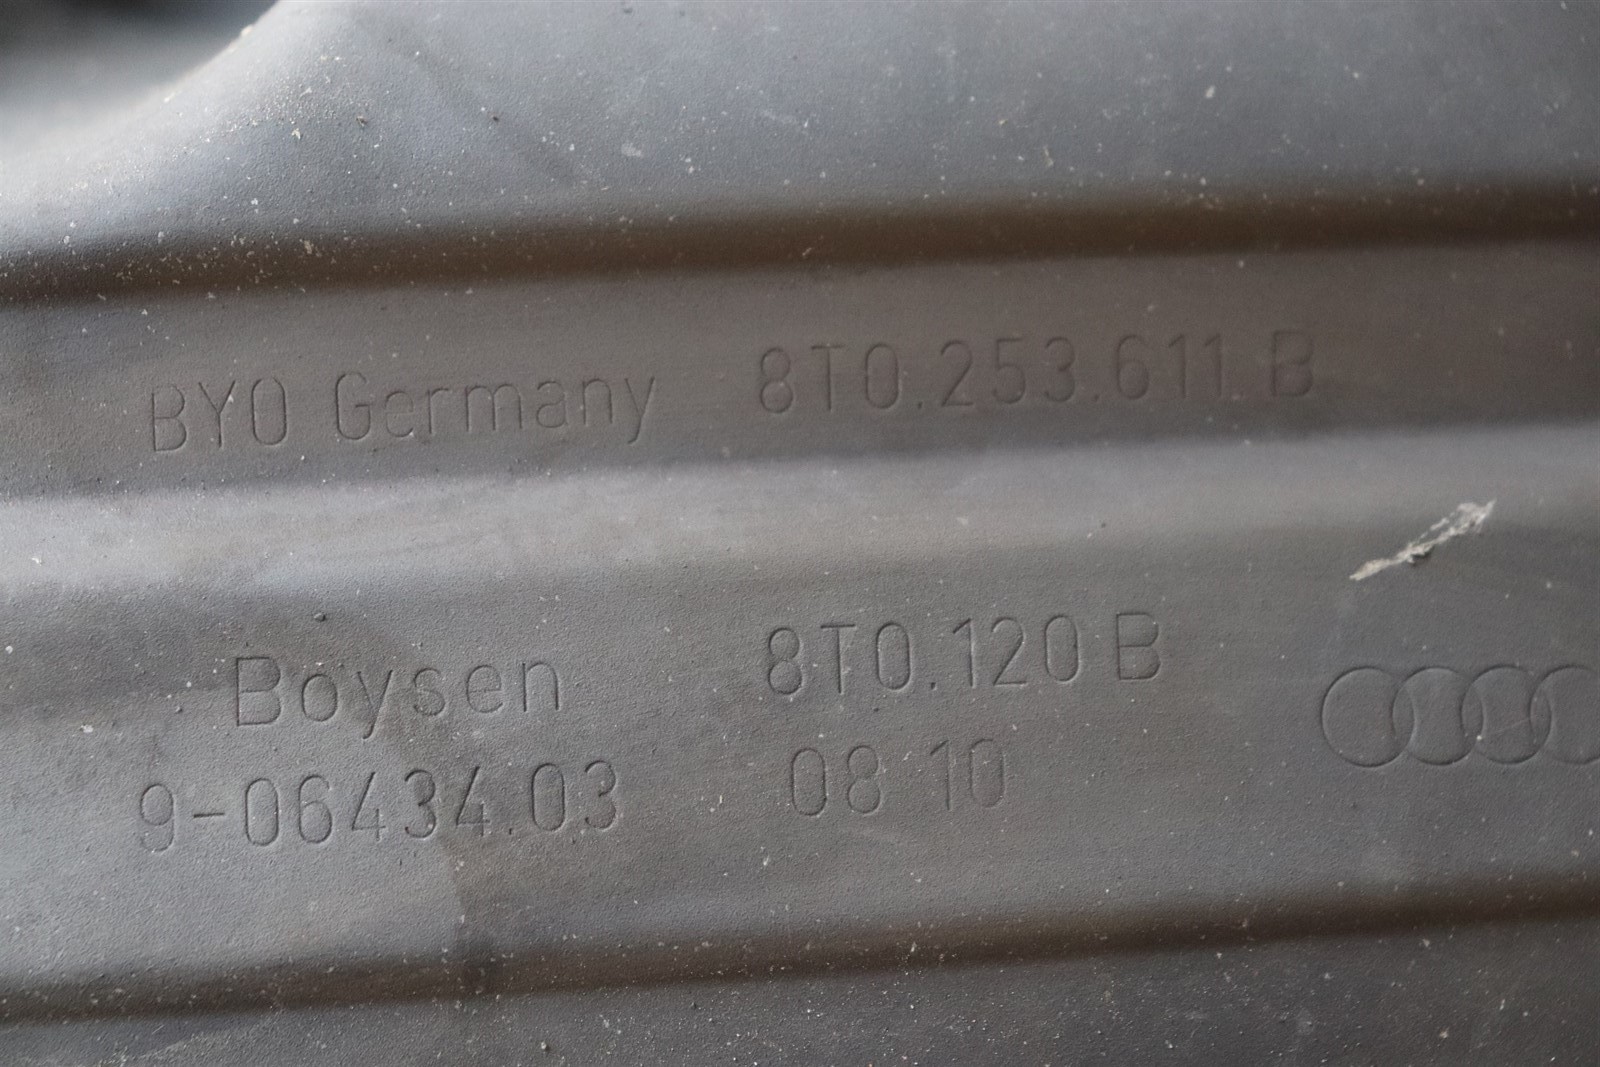 BYO Germany 8T0.253.611.B
Boysen 8T0.120 B
9-06434.03 08 10